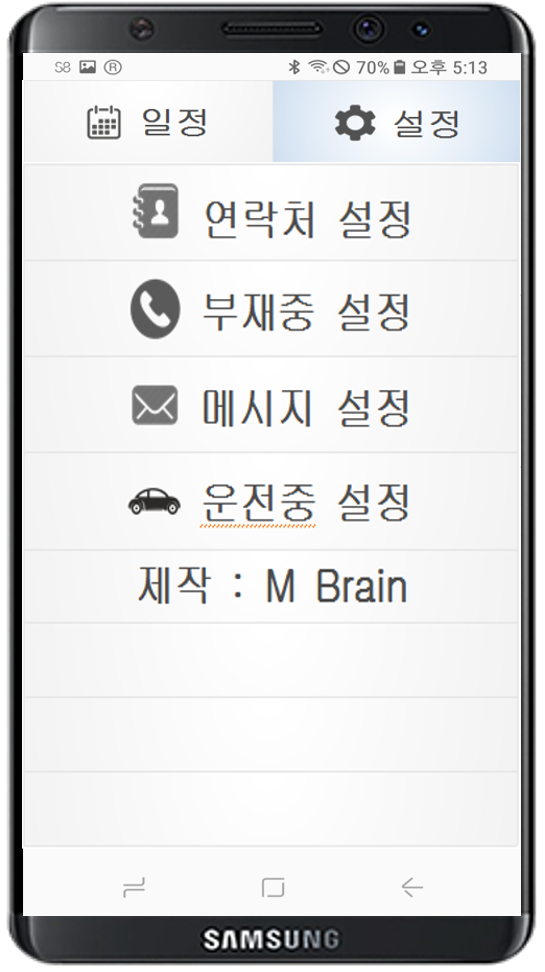 S8 R 70% 오후 5:13
일정 설정
연락처 설정
부재중 설정
메시지 설정
운전중 설정
제작 : M Brain
SAMSUNG